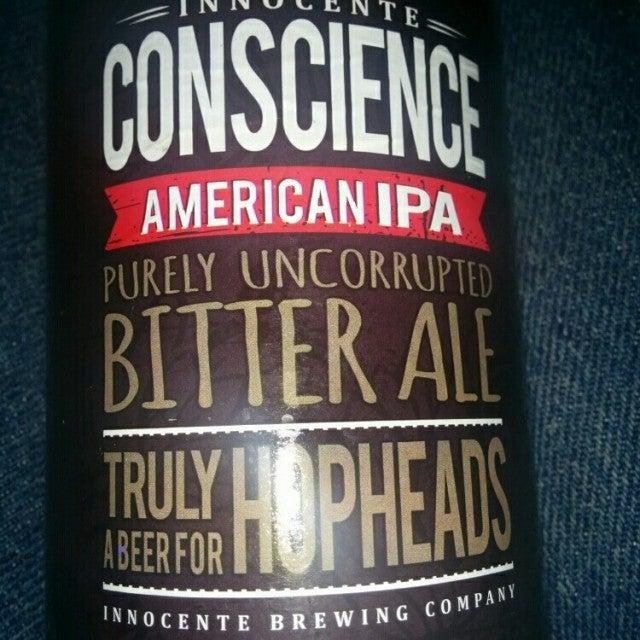 INNOCENTE
CONSCIENCE
AMERICAN IPA
PURELY UNCORRUPTED
BITTER ALE
TRULY
A BEER FOR HOPHEADS
INNOCENTE BREWING COMPANY